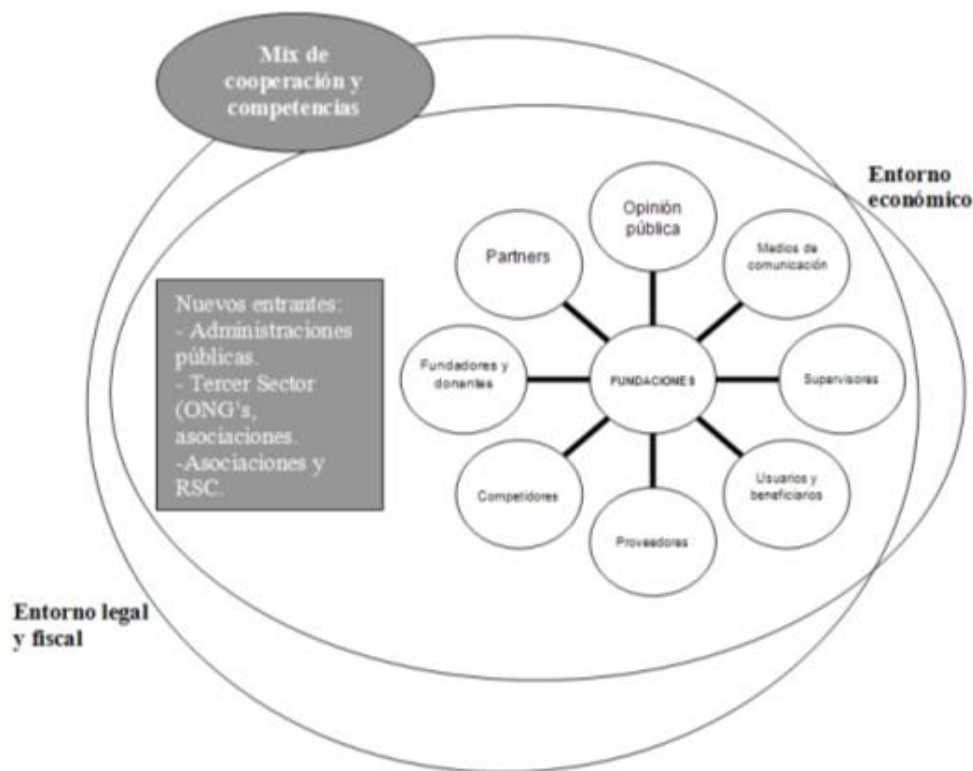 Mix de
cooperación y
competencias
Entorno
económico
Opinión
pública
Partners
Medios de
comunicación
Nuevos entrantes:
- Administraciones
públicas.
- Tercer Sector
(ONG's,
asociaciones.
-Asociaciones y
RSC.
Fundadores y
donantes
FUNDACIONES
Supervisores
Competidores
Usuarios y
beneficiarios
Proveedores
Entorno legal
y fiscal